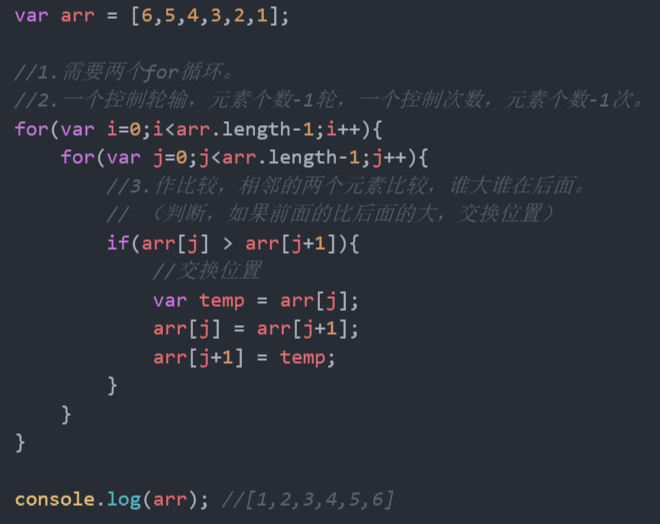 var arr = [6,5,4,3,2,1];
//1.需要两个for循环。
//2.一个控制轮输，元素个数-1轮，一个控制次数，元素个数-1次。
for(var i=0;i<arr.length-1;i++){
for(var j=0;j<arr.length-1;j++){
//3.作比较，相邻的两个元素比较，谁大谁在后面。
// （判断，如果前面的比后面的大，交换位置）
if(arr[j] > arr[j+1]){
//交换位置
var temp = arr[j];
arr[j] = arr[j+1];
arr[j+1] = temp;
}
}
}
console.log(arr); //[1,2,3,4,5,6]